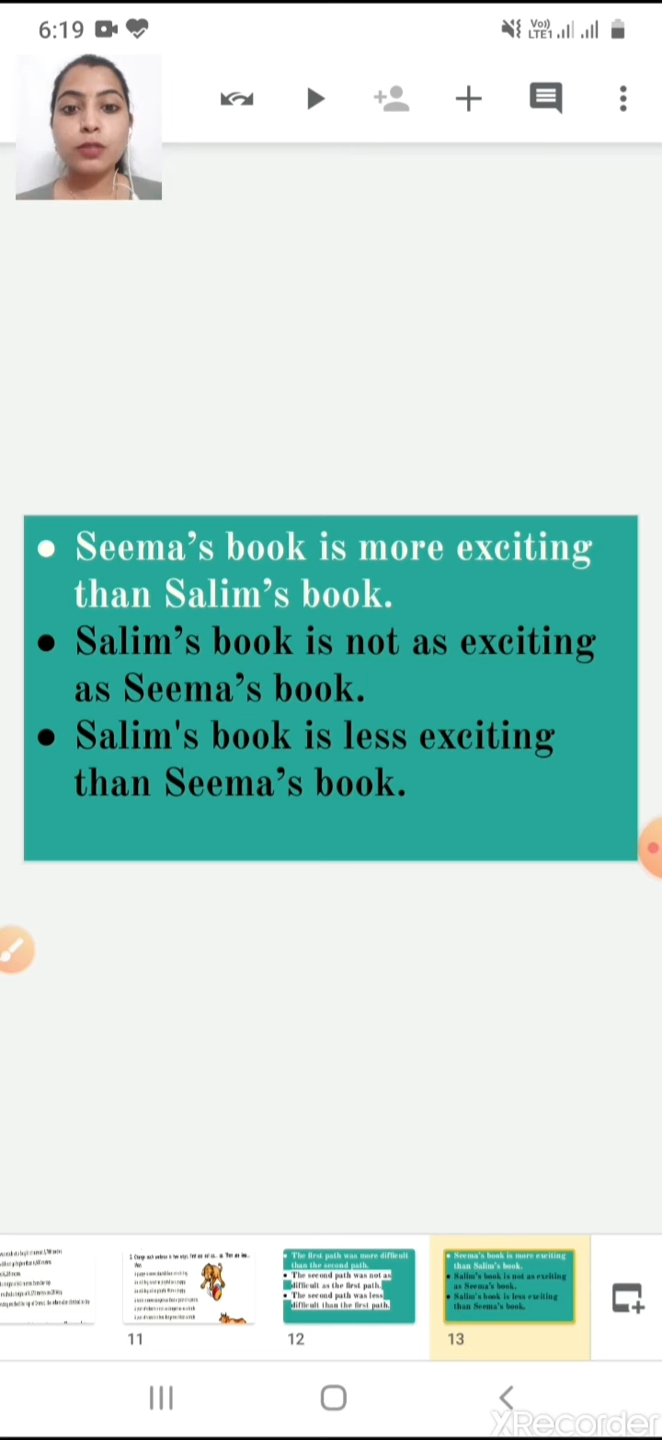 6:19
Vo))
LTE1
Seema’s book is more exciting
than Salim’s book.
Salim’s book is not as exciting
as Seema’s book.
Salim's book is less exciting
than Seema’s book.
The first path was more difficult
than the second path.
The second path was not as
difficult as the first path.
The second path was less
difficult than the first path.
Seema's book is more exciting
than Salim's book.
Salim's book is not as exciting
as Seema's book.
Salim's book is less exciting
than Seema's book.
11
12
13
XRecorder